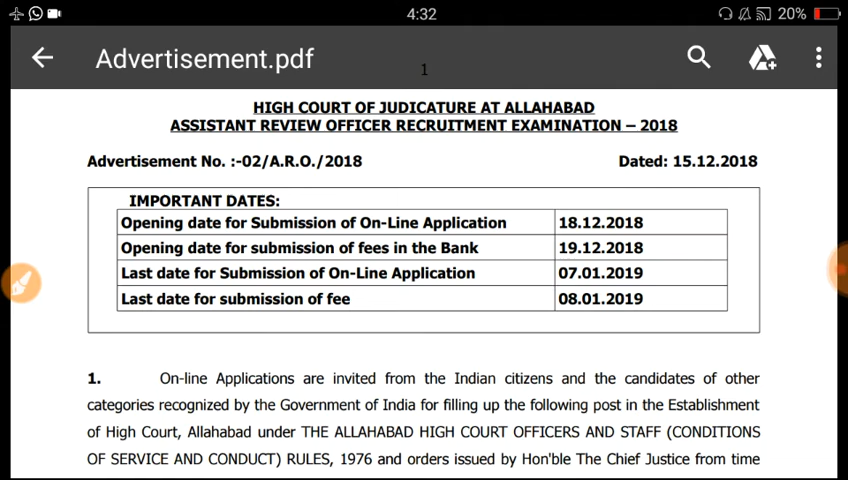 4:32
20%
Advertisement.pdf
1
HIGH COURT OF JUDICATURE AT ALLAHABAD
ASSISTANT REVIEW OFFICER RECRUITMENT EXAMINATION – 2018
Advertisement No. :-02/A.R.O./2018 Dated: 15.12.2018
IMPORTANT DATES:
Opening date for Submission of On-Line Application 18.12.2018
Opening date for submission of fees in the Bank 19.12.2018
Last date for Submission of On-Line Application 07.01.2019
Last date for submission of fee 08.01.2019
1. On-line Applications are invited from the Indian citizens and the candidates of other
categories recognized by the Government of India for filling up the following post in the Establishment
of High Court, Allahabad under THE ALLAHABAD HIGH COURT OFFICERS AND STAFF (CONDITIONS
OF SERVICE AND CONDUCT) RULES, 1976 and orders issued by Hon'ble The Chief Justice from time